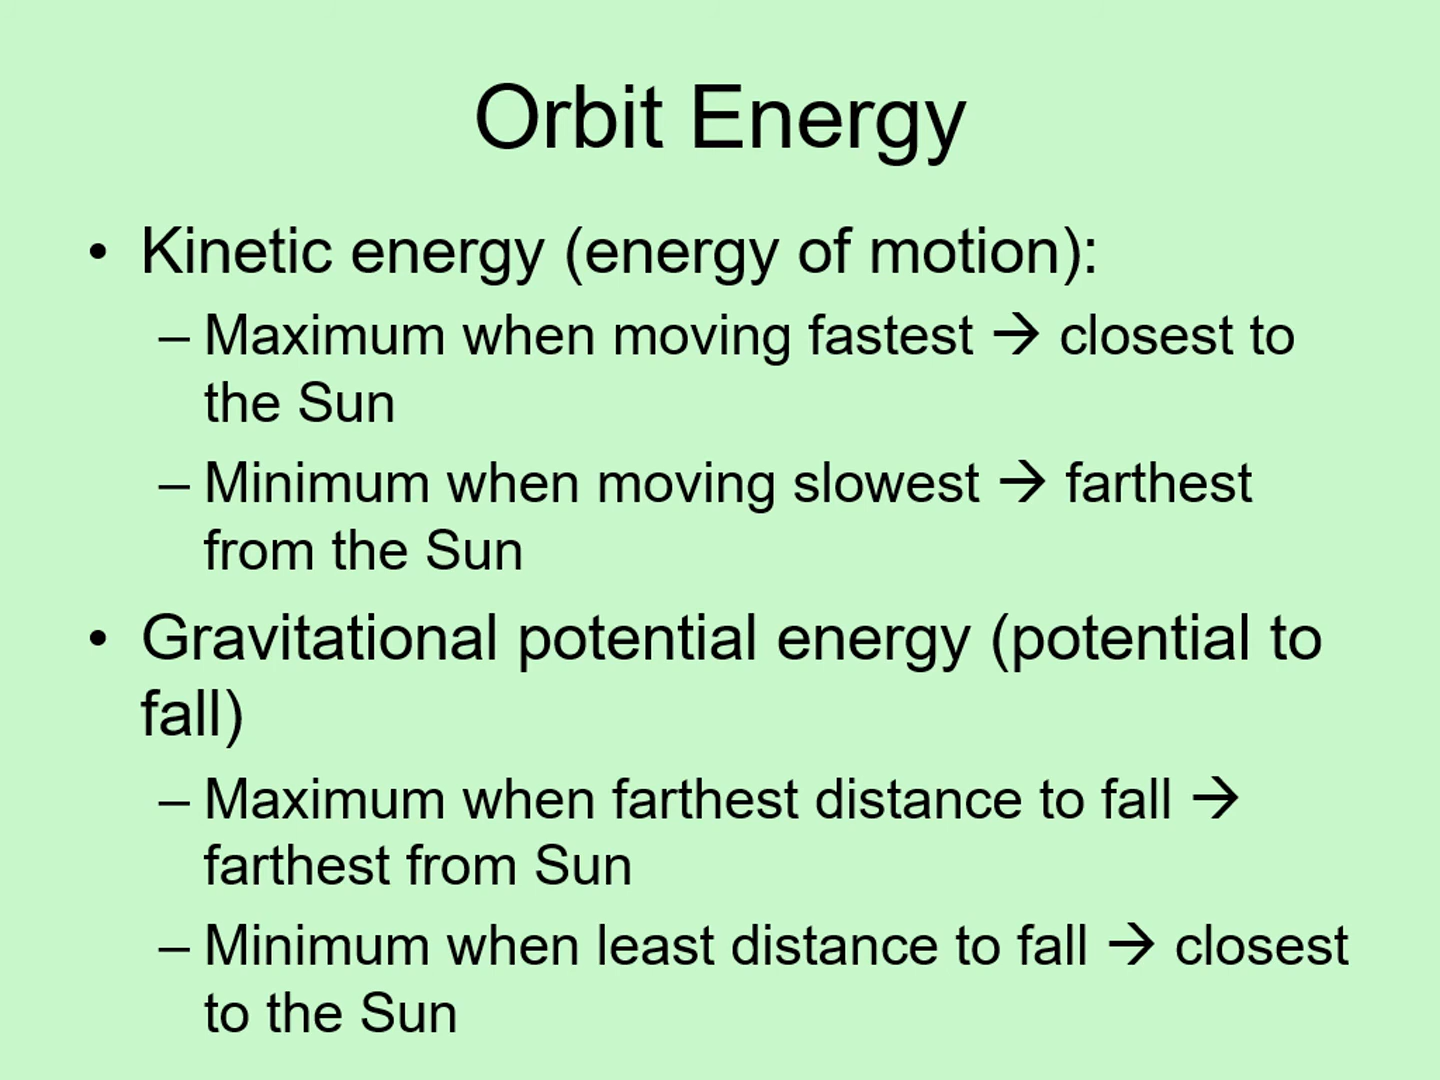 Orbit Energy
• Kinetic energy (energy of motion):
– Maximum when moving fastest → closest to
the Sun
– Minimum when moving slowest → farthest
from the Sun
• Gravitational potential energy (potential to
fall)
– Maximum when farthest distance to fall →
farthest from Sun
– Minimum when least distance to fall → closest
to the Sun